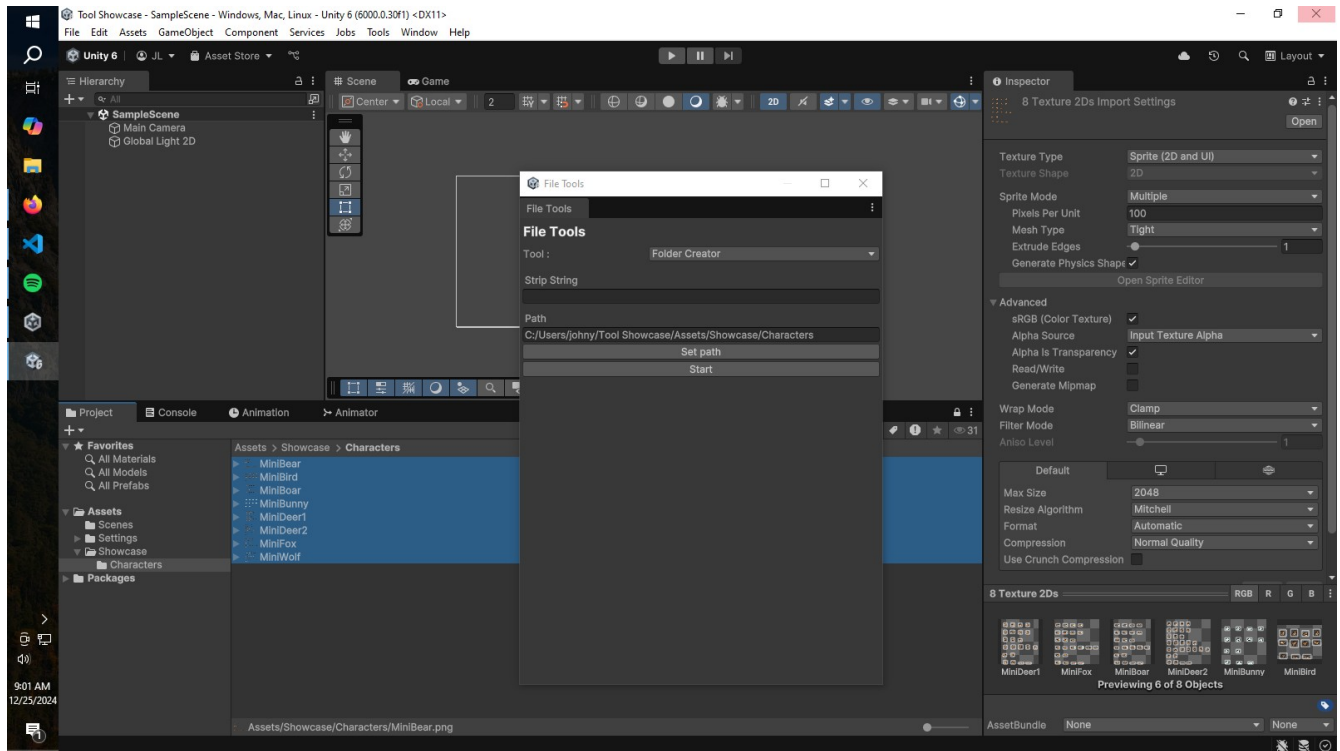 Tool Showcase - SampleScene - Windows, Mac, Linux - Unity 6 (6000.0.30f1) <DX11>
File Edit Assets GameObject Component Services Jobs Tools Window Help
Unity 6 JL Asset Store Layout
Hierarchy
All
SampleScene
Main Camera
Global Light 2D
Scene Game
Center Local 2 2D
File Tools
File Tools
File Tools
Tool : Folder Creator
Strip String
Path
C:/Users/johny/Tool Showcase/Assets/Showcase/Characters
Set path
Start
Inspector
8 Texture 2Ds Import Settings
Open
Texture Type Sprite (2D and UI)
Texture Shape 2D
Sprite Mode Multiple
Pixels Per Unit 100
Mesh Type Tight
Extrude Edges 1
Generate Physics Shape
Open Sprite Editor
Advanced
sRGB (Color Texture)
Alpha Source Input Texture Alpha
Alpha Is Transparency
Read/Write
Generate Mipmap
Wrap Mode Clamp
Filter Mode Bilinear
Aniso Level 1
Default
Max Size 2048
Resize Algorithm Mitchell
Format Automatic
Compression Normal Quality
Use Crunch Compression
8 Texture 2Ds RGB R G B
MiniDeer1 MiniFox MiniBoar MiniDeer2 MiniBunny MiniBird
Previewing 6 of 8 Objects
AssetBundle None None
Project Console Animation Animator
31
Favorites
All Materials
All Models
All Prefabs
Assets
Scenes
Settings
Showcase
Characters
Packages
Assets > Showcase > Characters
MiniBear
MiniBird
MiniBoar
MiniBunny
MiniDeer1
MiniDeer2
MiniFox
MiniWolf
Assets/Showcase/Characters/MiniBear.png
9:01 AM
12/25/2024
1